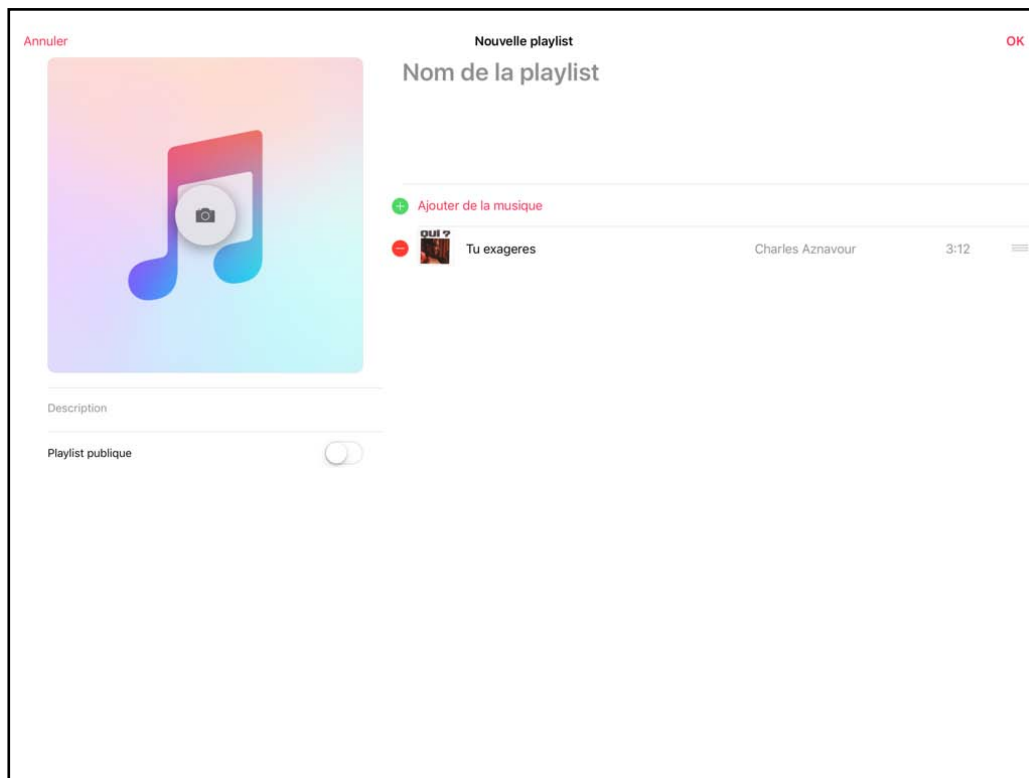 Annuler
Nouvelle playlist
OK
Nom de la playlist
Ajouter de la musique
QUI ?
Tu exageres Charles Aznavour 3:12
Description
Playlist publique